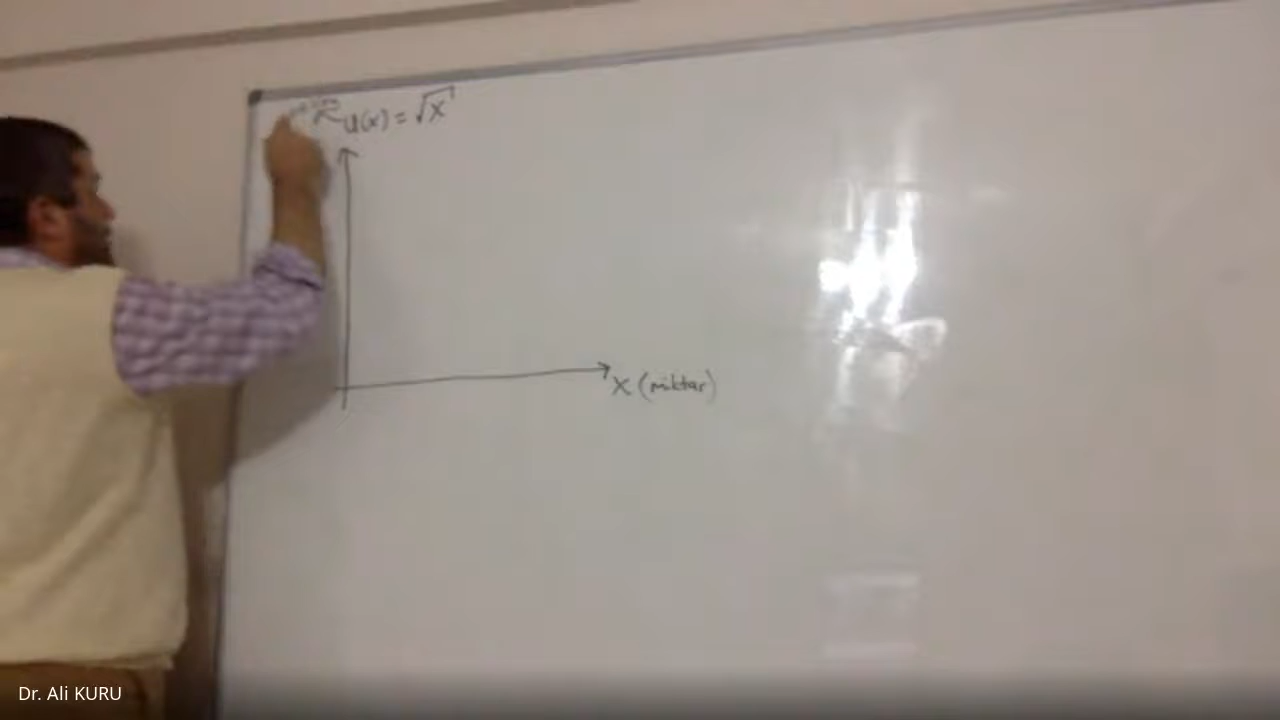 U(x) = √x
X (miktar)
Dr. Ali KURU